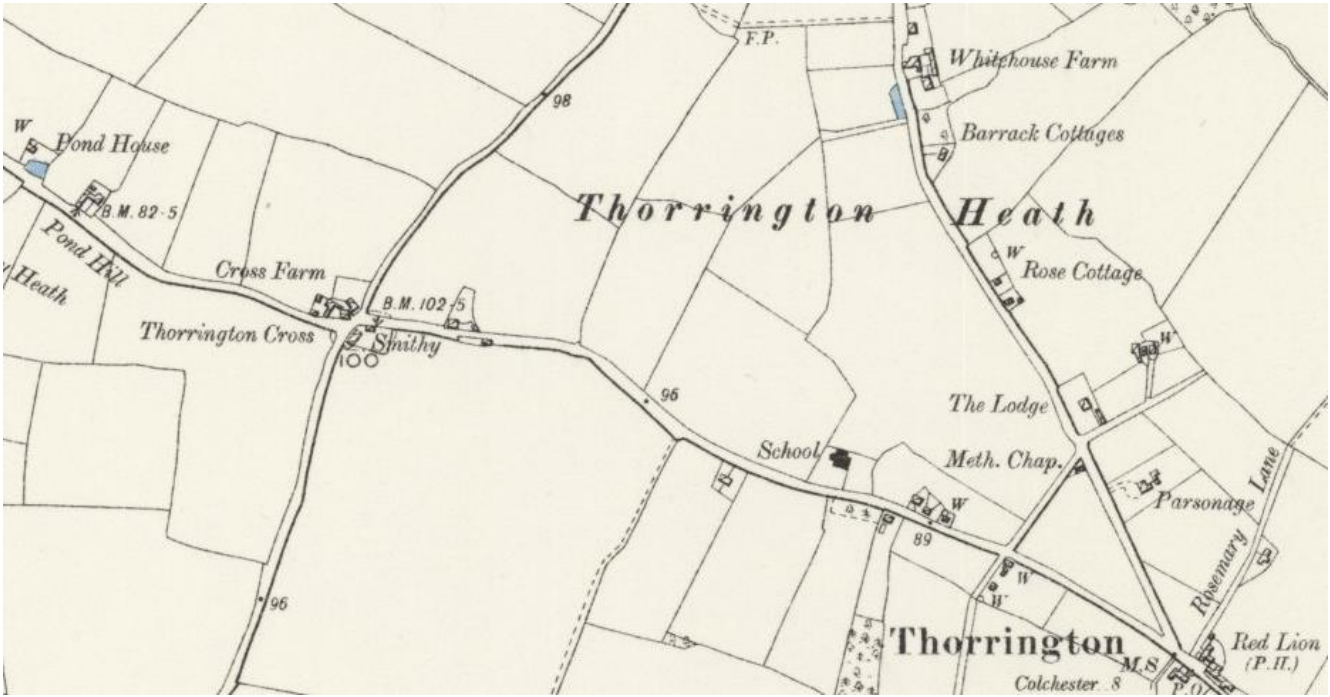 F.P.
Whitehouse Farm
98
W
Pond House
Barrack Cottages
B.M. 82·5
Thorrington Heath
Pond Hill
Heath
Cross Farm
W
Rose Cottage
B.M. 102·5
Thorrington Cross
Smithy
W
96
The Lodge
School
Meth. Chap.
Parsonage
Rosemary Lane
W
89
W
W
96
Thorrington
Red Lion
(P.H.)
M.S
Colchester 8
P.O.